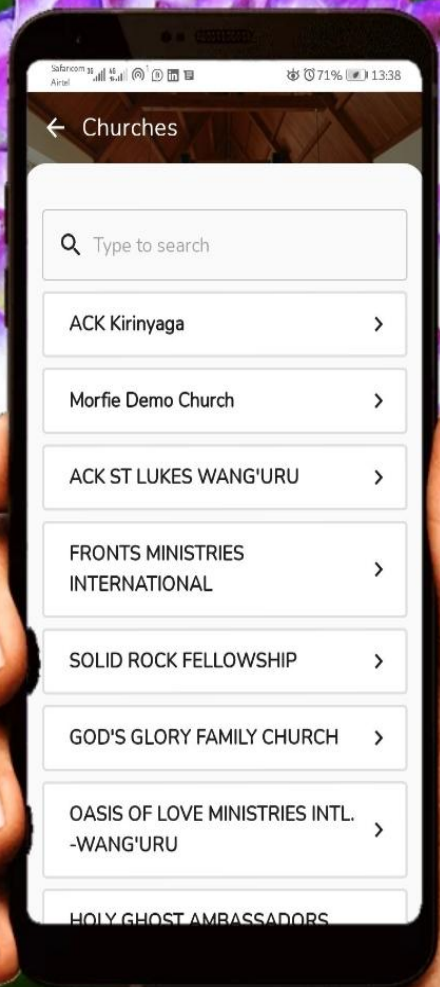 Safaricom 3G 4G 71% 13:38
Airtel
Churches
Type to search
ACK Kirinyaga
Morfie Demo Church
ACK ST LUKES WANG'URU
FRONTS MINISTRIES
INTERNATIONAL
SOLID ROCK FELLOWSHIP
GOD'S GLORY FAMILY CHURCH
OASIS OF LOVE MINISTRIES INTL.
-WANG'URU
HOLY GHOST AMBASSADORS